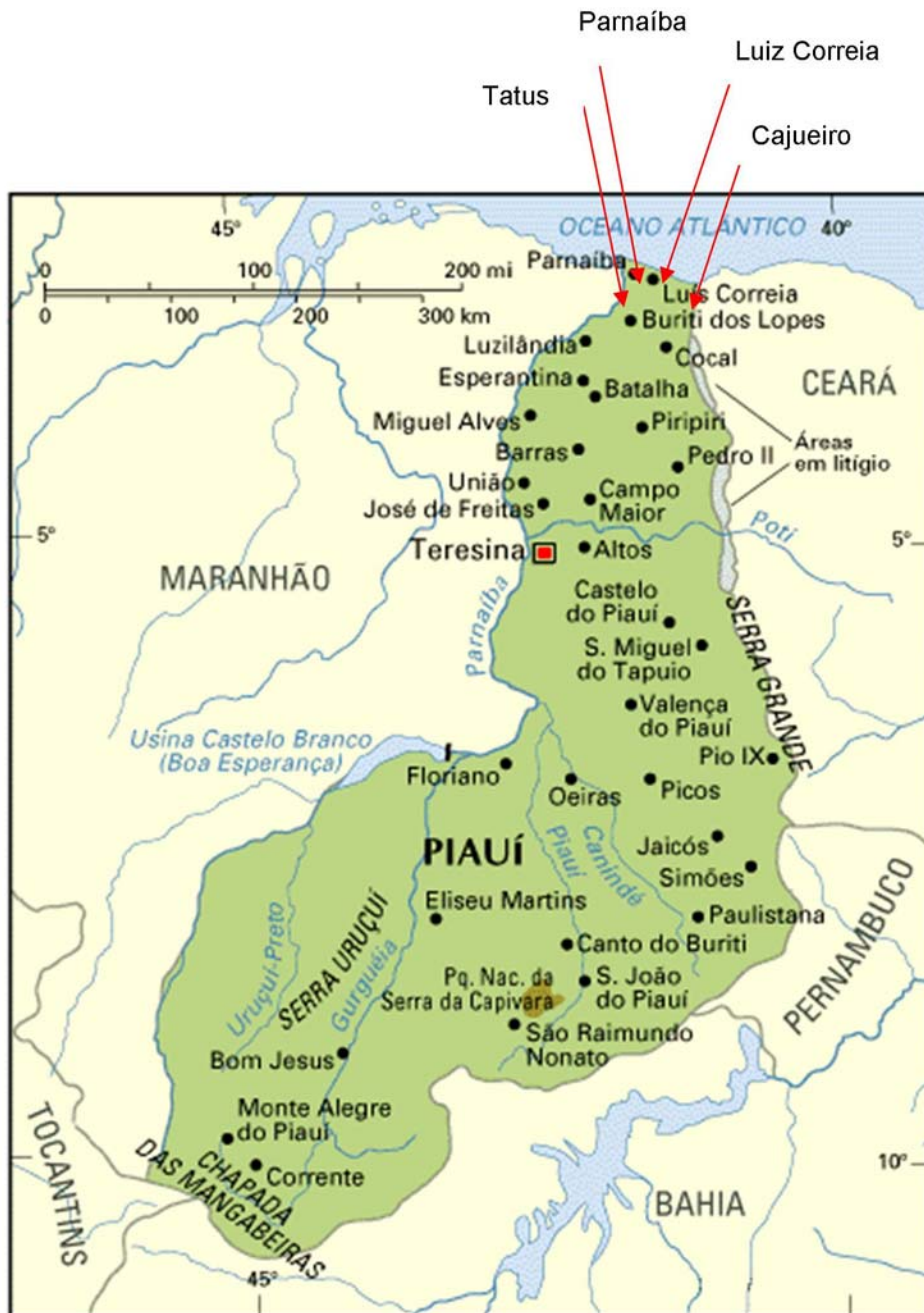 Parnaíba
Luiz Correia
Tatus
Cajueiro
OCEANO ATLÂNTICO
45°
40°
0
100
200 mi
0
100
200
300 km
Parnaíba
Luís Correia
Buriti dos Lopes
Luzilândia
Cocal
Esperantina
Batalha
CEARÁ
Miguel Alves
Piripiri
Áreas
em litígio
Barras
Pedro II
União
Campo
Maior
José de Freitas
Poti
5°
5°
Teresina
Altos
MARANHÃO
Parnaíba
Castelo
do Piauí
SERRA GRANDE
S. Miguel
do Tapuio
Valença
do Piauí
Usina Castelo Branco
(Boa Esperança)
Pio IX
Floriano
Oeiras
Picos
PIAUÍ
Piauí
Canindé
Jaicós
Simões
Eliseu Martins
Paulistana
PERNAMBUCO
Uruçuí-Preto
SERRA URUÇUÍ
Gurguéia
Canto do Buriti
Pq. Nac. da
Serra da Capivara
S. João
do Piauí
São Raimundo
Nonato
Bom Jesus
Monte Alegre
do Piauí
TOCANTINS
CHAPADA
DAS MANGABEIRAS
Corrente
10°
BAHIA
45°